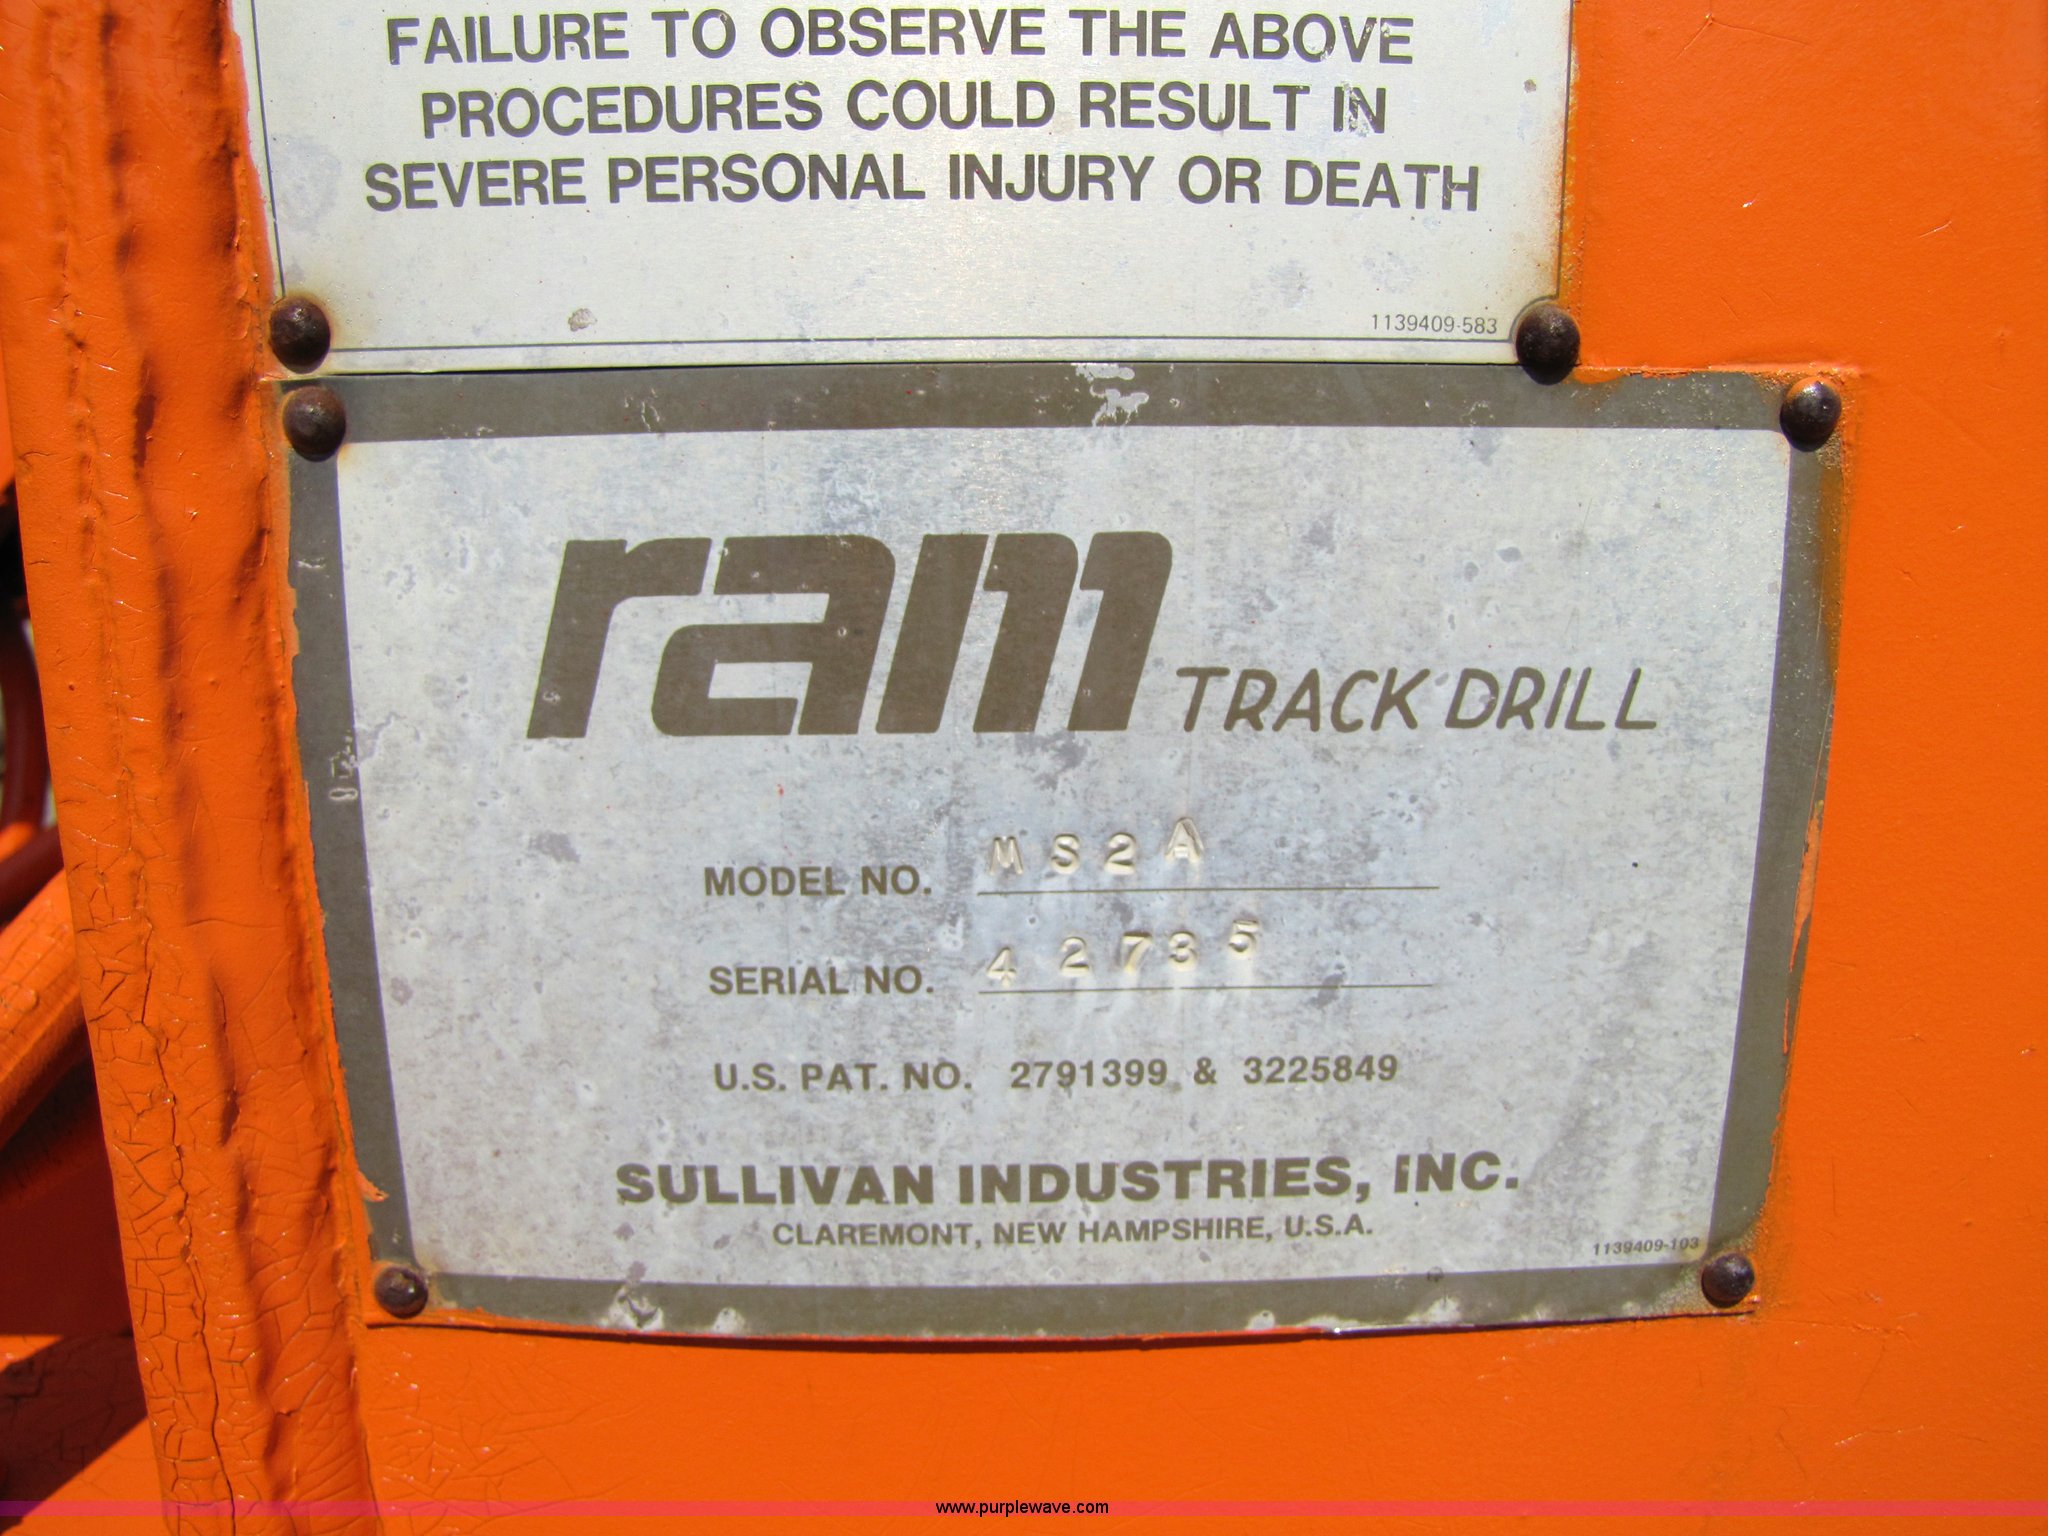 FAILURE TO OBSERVE THE ABOVE
PROCEDURES COULD RESULT IN
SEVERE PERSONAL INJURY OR DEATH
1139409-583
ram TRACK DRILL
MODEL NO. MS2A
SERIAL NO. 42735
U.S. PAT. NO. 2791399 & 3225849
SULLIVAN INDUSTRIES, INC.
CLAREMONT, NEW HAMPSHIRE, U.S.A.
1139409-103
www.purplewave.com